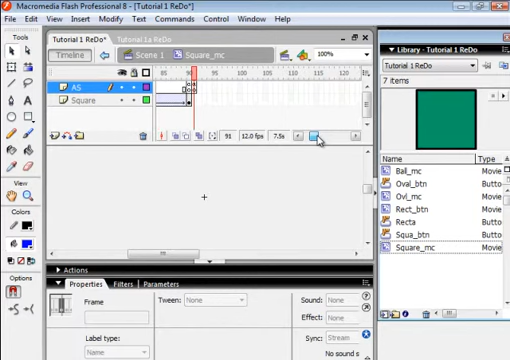 Macromedia Flash Professional 8 - [Tutorial 1 ReDo*]
File Edit View Insert Modify Text Commands Control Window Help
Tools
View
Colors
Options
Tutorial 1 ReDo* Tutorial 1a ReDo
Timeline Scene 1 Square_mc 100%
85 90 95 100 105 110 115 120
AS
Square
91 12.0 fps 7.5s
Actions
Properties Filters Parameters
Frame Tween: None Sound: None
Effect: None
Label type: Sync: Stream
Name No sound s
Library - Tutorial 1 ReDo
Tutorial 1 ReDo*
7 items
Name Type
Ball_mc Movie
Oval_btn Butto
Ovl_mc Movie
Rect_btn Butto
Recta Movie
Squa_btn Butto
Square_mc Movie